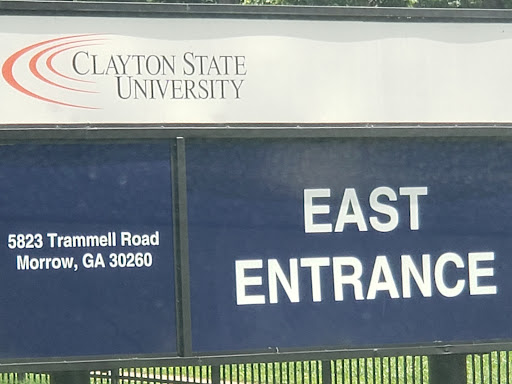 CLAYTON STATE
UNIVERSITY
5823 Trammell Road
Morrow, GA 30260
EAST
ENTRANCE